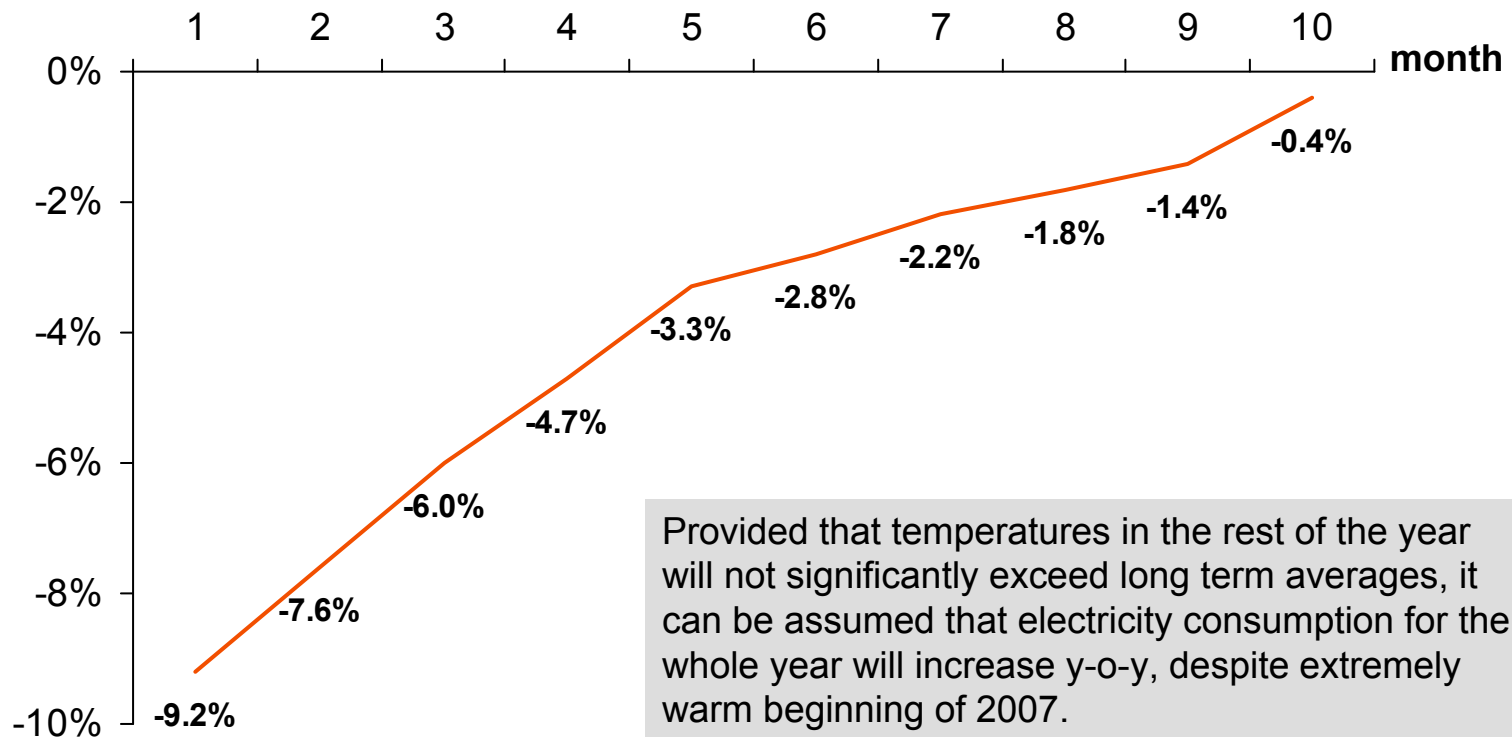 1 2 3 4 5 6 7 8 9 10
month
0%
-2%
-4%
-6%
-8%
-10%
-9.2%
-7.6%
-6.0%
-4.7%
-3.3%
-2.8%
-2.2%
-1.8%
-1.4%
-0.4%
Provided that temperatures in the rest of the year
will not significantly exceed long term averages, it
can be assumed that electricity consumption for the
whole year will increase y-o-y, despite extremely
warm beginning of 2007.